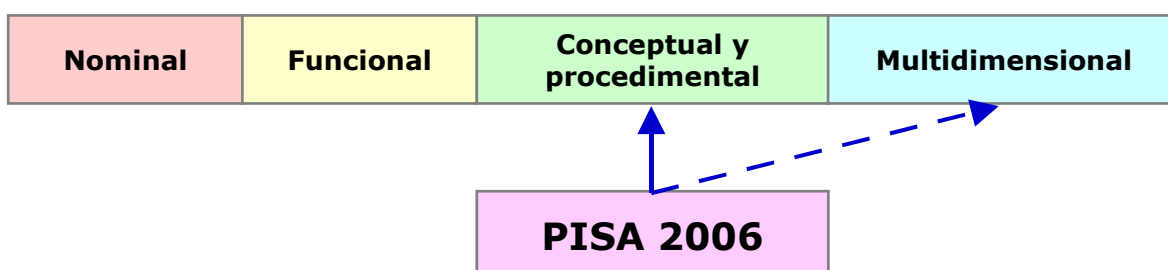 Nominal
Funcional
Conceptual y
procedimental
Multidimensional
PISA 2006